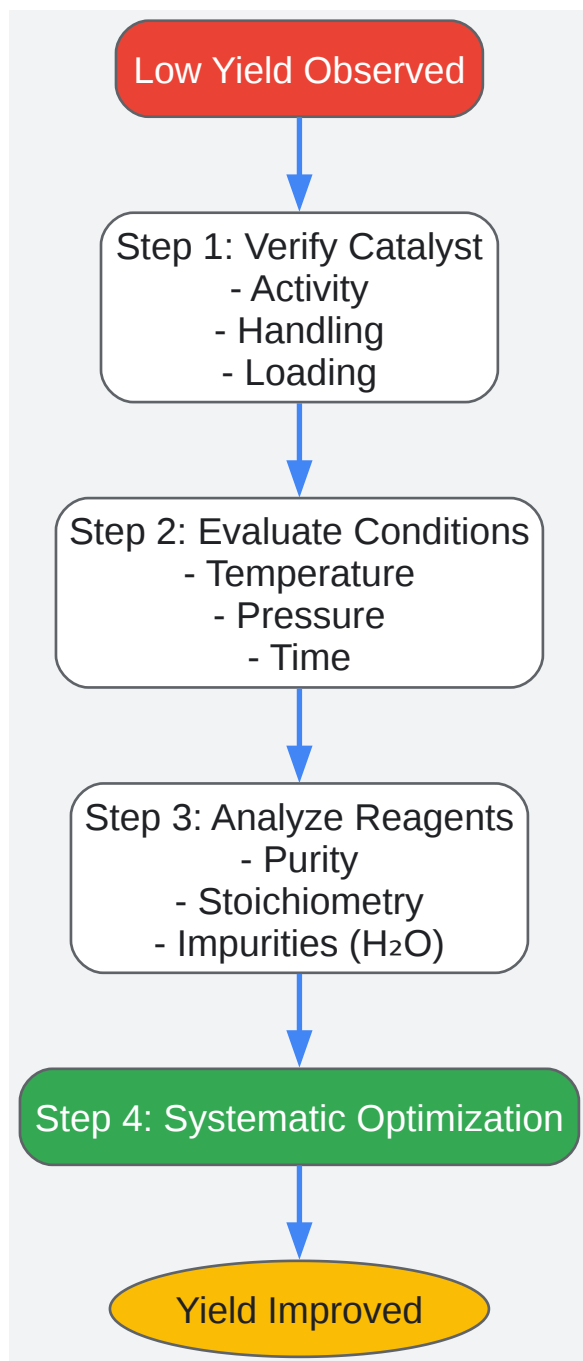 Low Yield Observed
Step 1: Verify Catalyst
- Activity
- Handling
- Loading
Step 2: Evaluate Conditions
- Temperature
- Pressure
- Time
Step 3: Analyze Reagents
- Purity
- Stoichiometry
- Impurities (H₂O)
Step 4: Systematic Optimization
Yield Improved